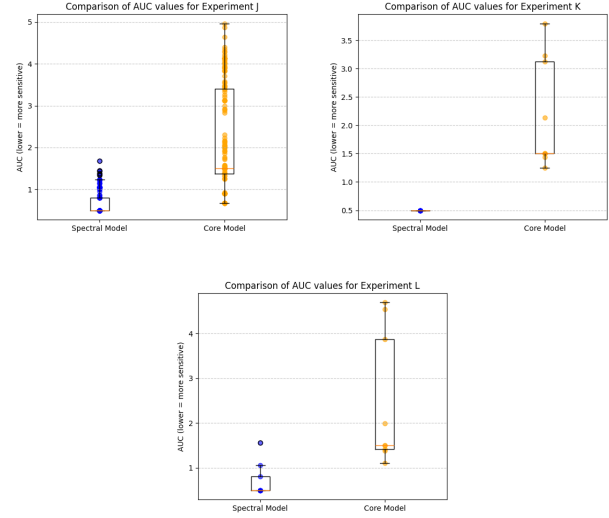 Comparison of AUC values for Experiment J
AUC (lower = more sensitive)
5
4
3
2
1
Spectral Model Core Model
Comparison of AUC values for Experiment K
AUC (lower = more sensitive)
3.5
3.0
2.5
2.0
1.5
1.0
0.5
Spectral Model Core Model
Comparison of AUC values for Experiment L
AUC (lower = more sensitive)
4
3
2
1
Spectral Model Core Model